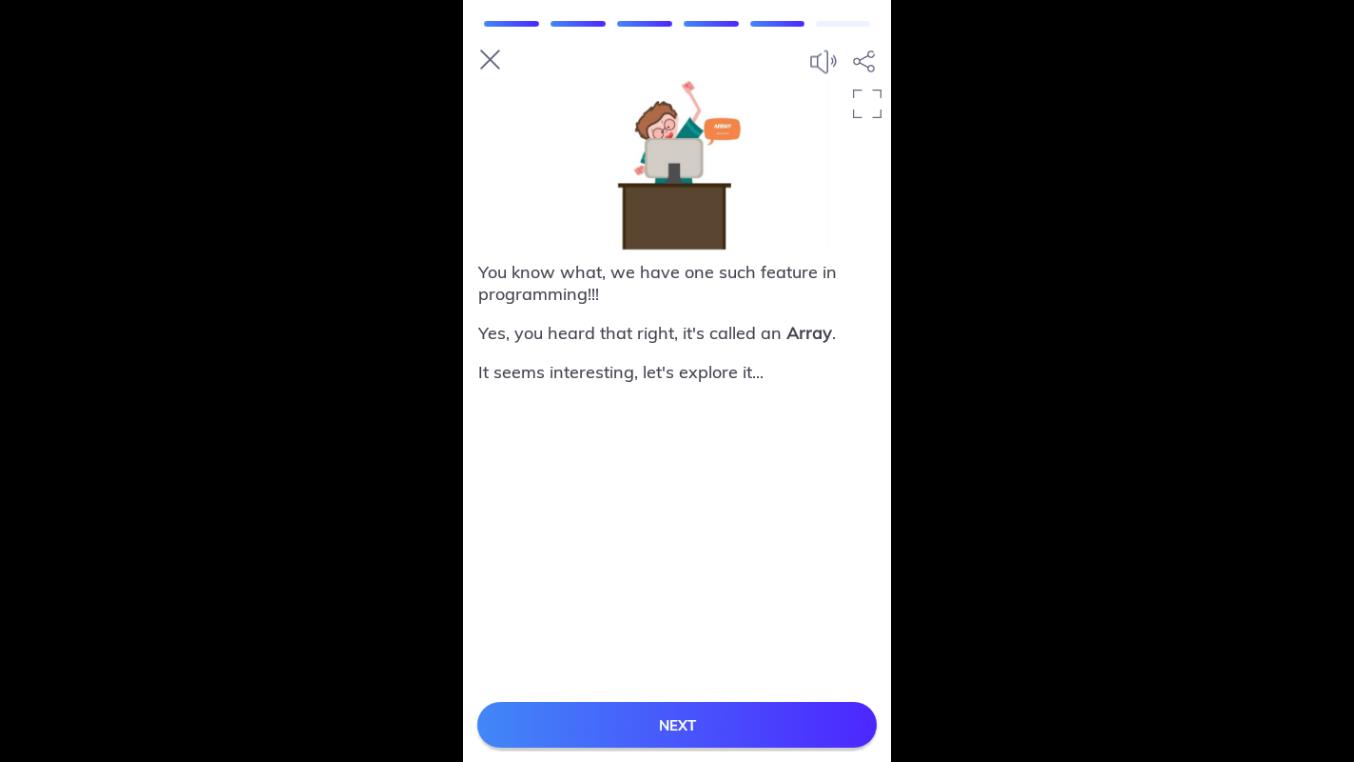 ARRAY
You know what, we have one such feature in
programming!!!
Yes, you heard that right, it's called an Array.
It seems interesting, let's explore it...
NEXT